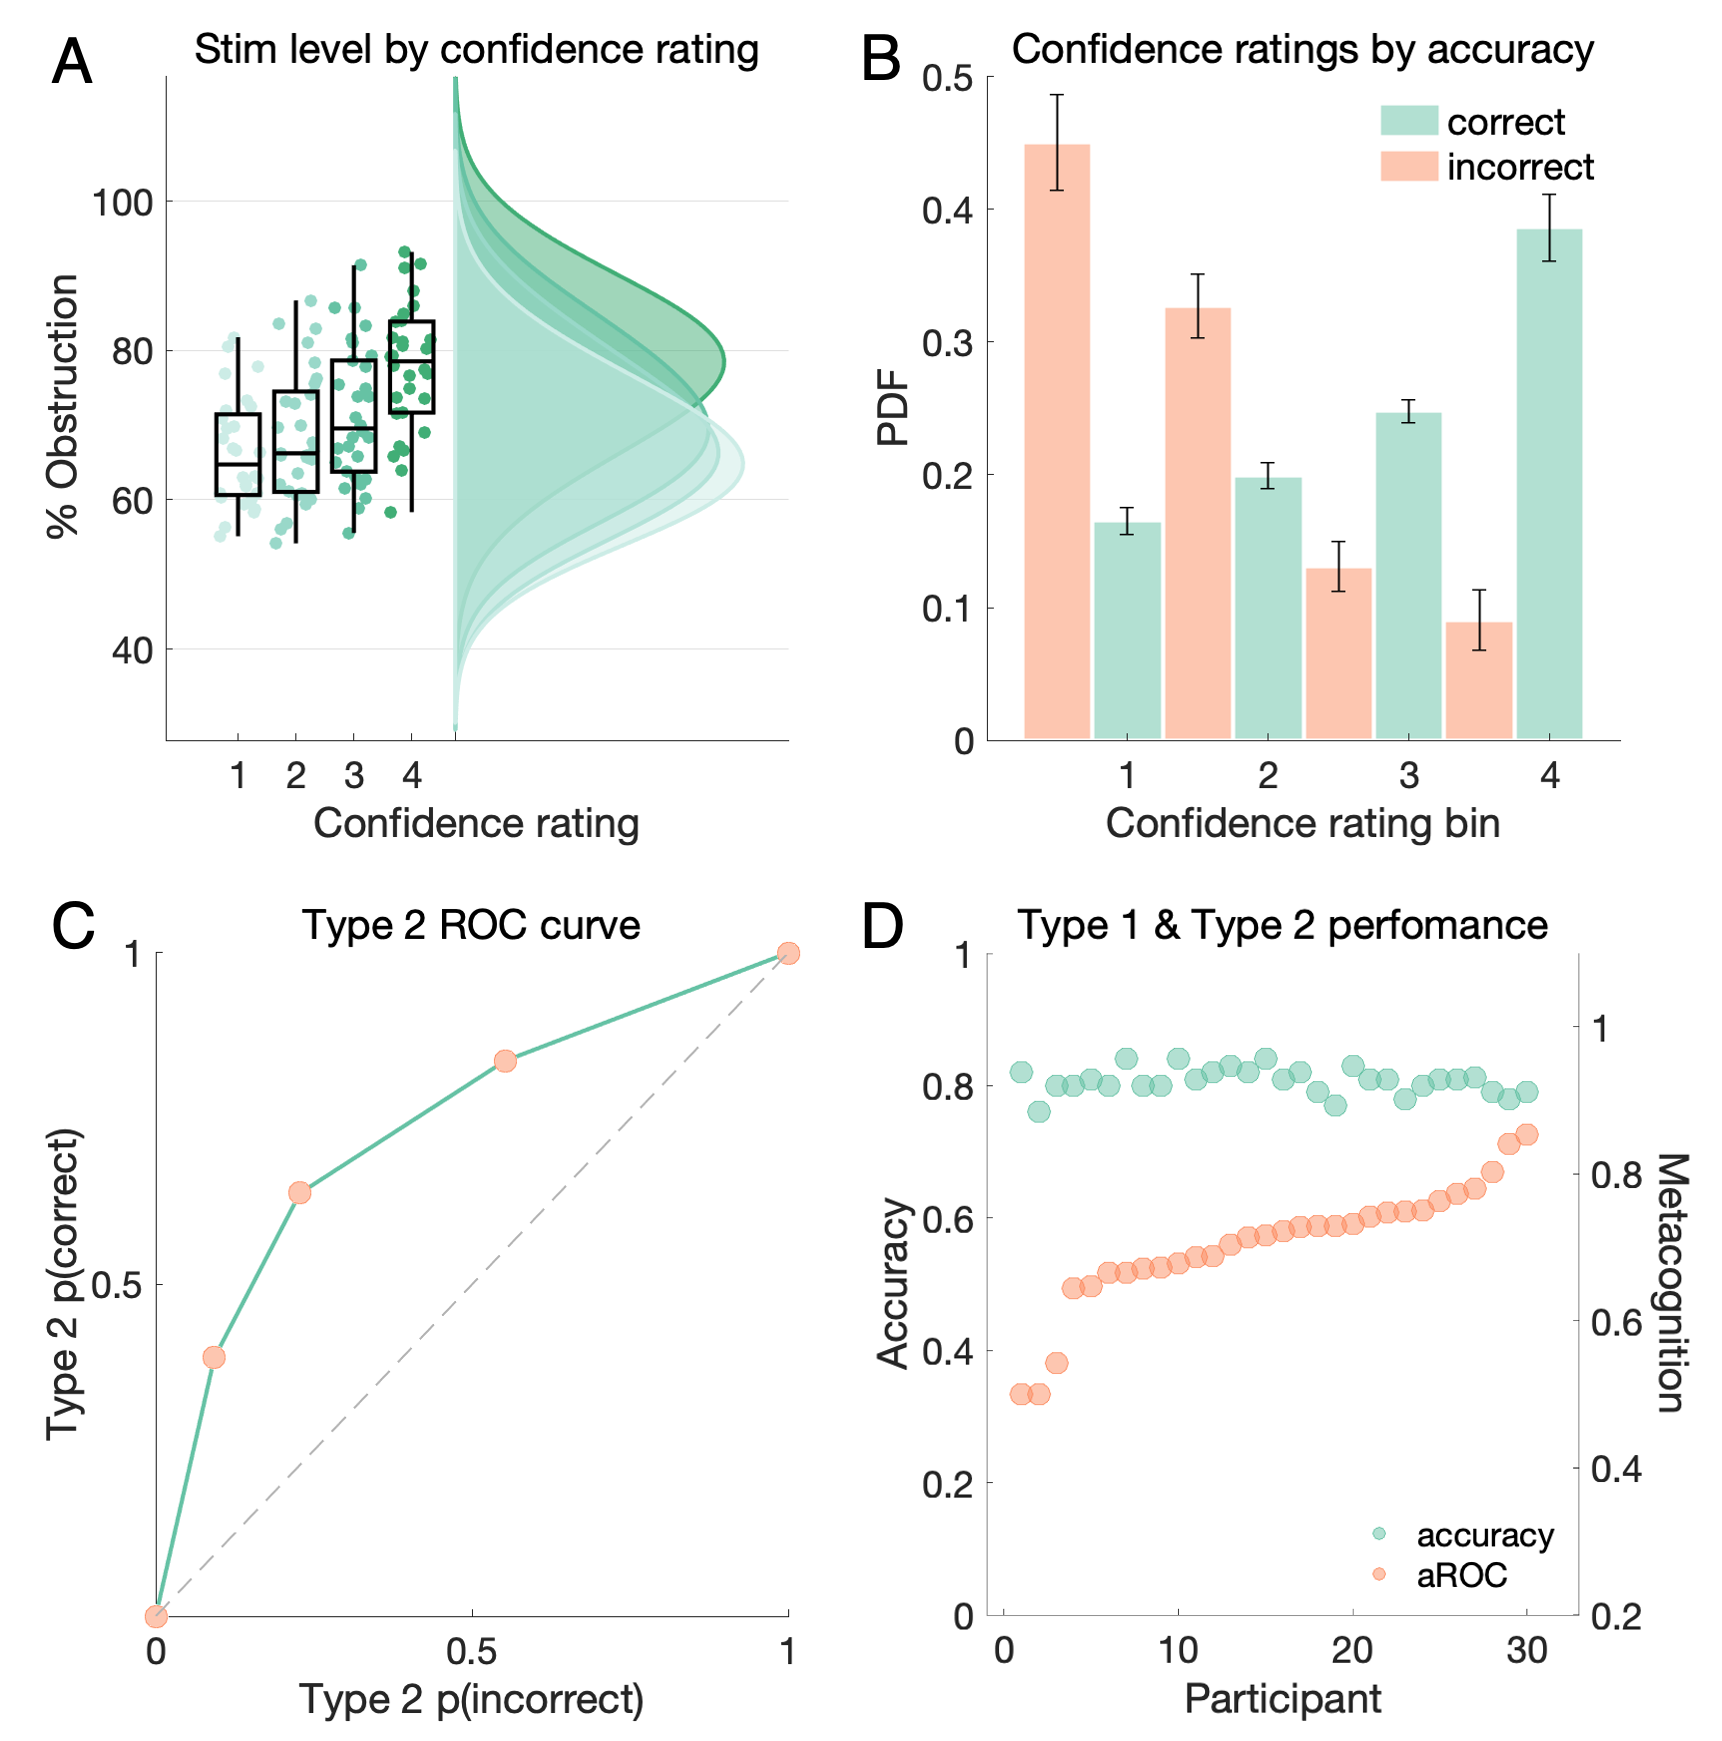 A
Stim level by confidence rating
100
80
60
40
% Obstruction
1 2 3 4
Confidence rating
B
Confidence ratings by accuracy
correct
incorrect
0.5
0.4
0.3
0.2
0.1
0
PDF
1 2 3 4
Confidence rating bin
C
Type 2 ROC curve
1
0.5
Type 2 p(correct)
0 0.5 1
Type 2 p(incorrect)
D
Type 1 & Type 2 perfomance
1
0.8
0.6
0.4
0.2
0
Accuracy
1
0.8
0.6
0.4
0.2
Metacognition
accuracy
aROC
0 10 20 30
Participant